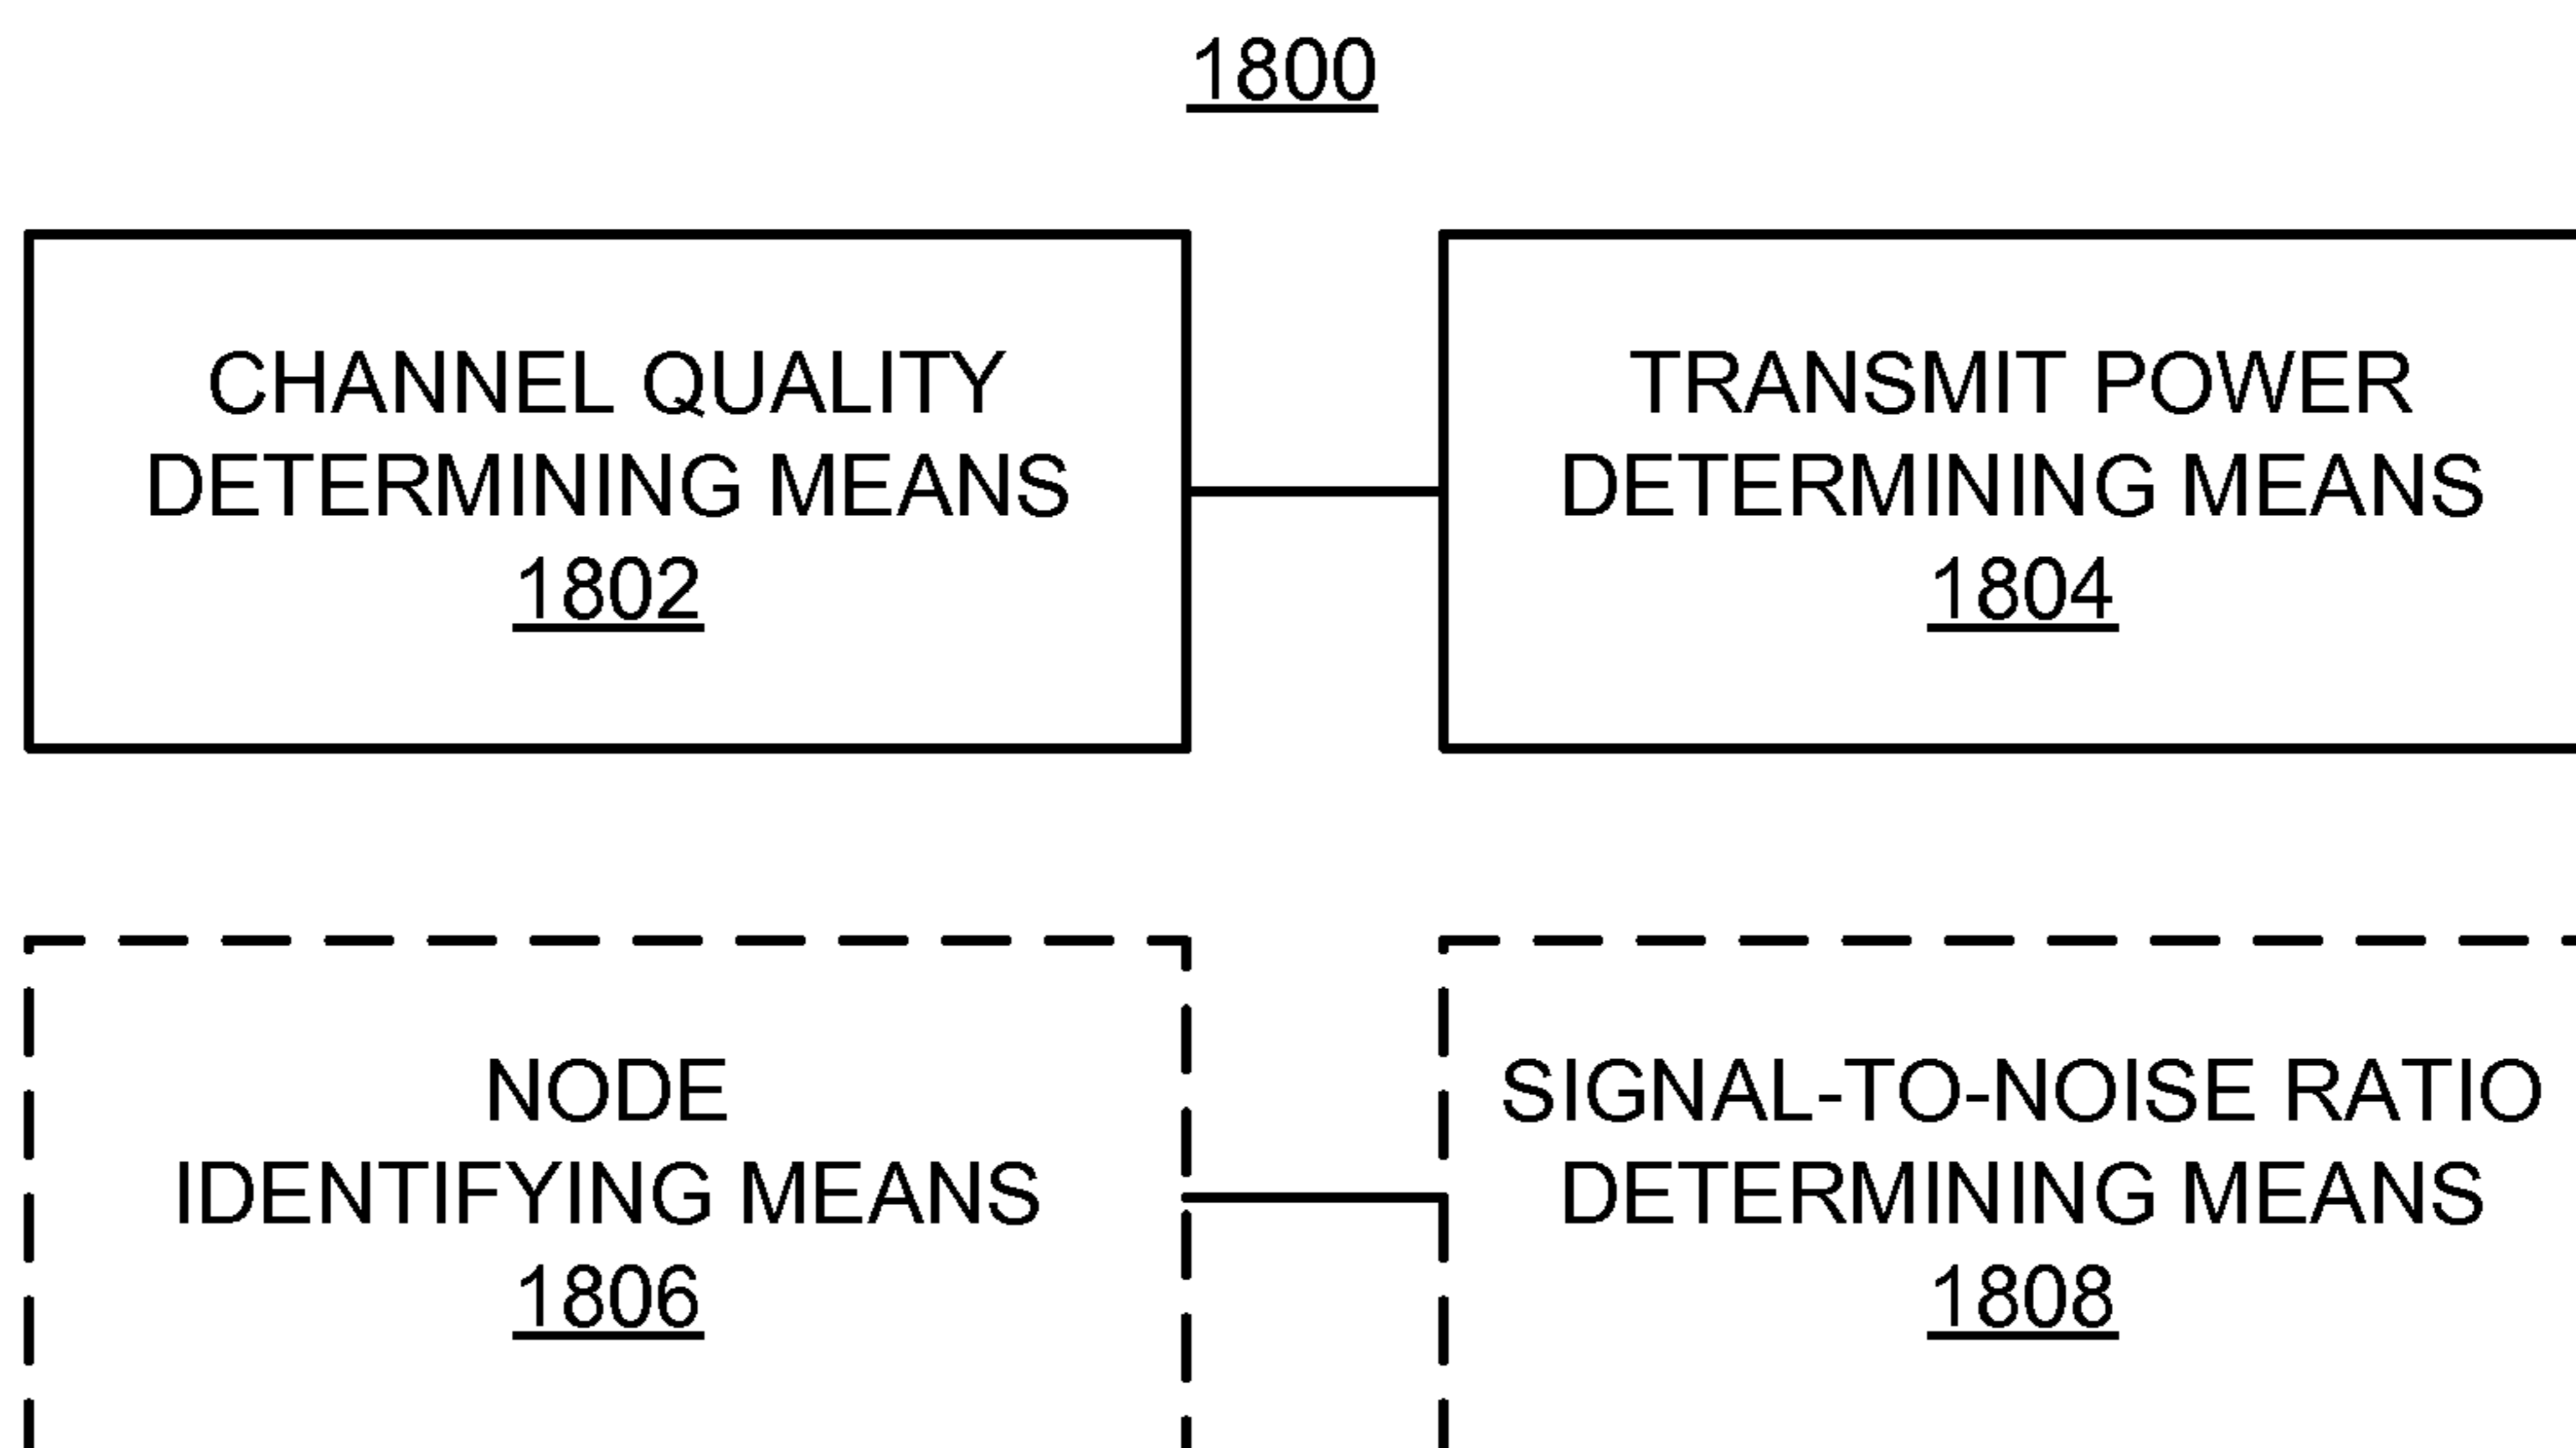 1800
CHANNEL QUALITY
DETERMINING MEANS
1802
TRANSMIT POWER
DETERMINING MEANS
1804
NODE
IDENTIFYING MEANS
1806
SIGNAL-TO-NOISE RATIO
DETERMINING MEANS
1808